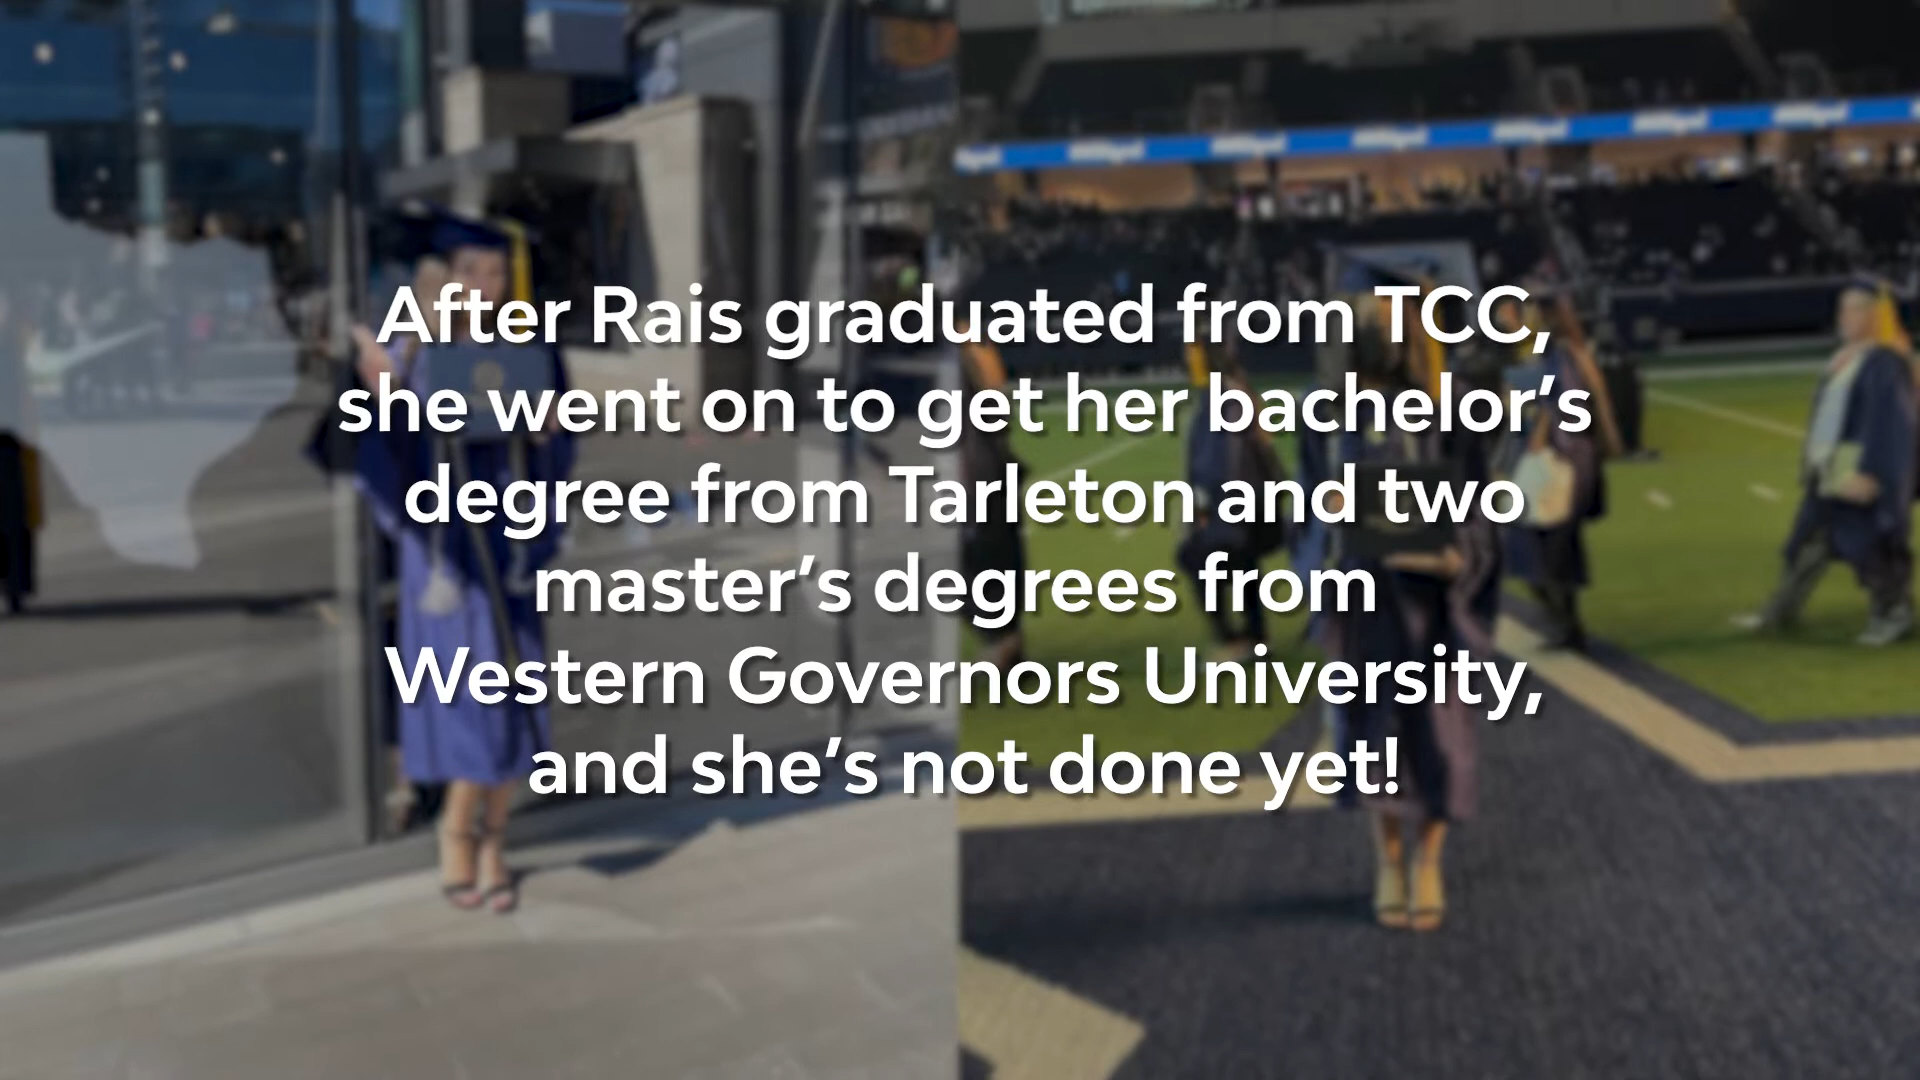 After Rais graduated from TCC,
she went on to get her bachelor’s
degree from Tarleton and two
master’s degrees from
Western Governors University,
and she’s not done yet!